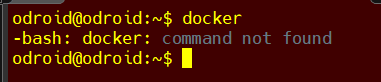 odroid@odroid:~$ docker
-bash: docker: command not found
odroid@odroid:~$